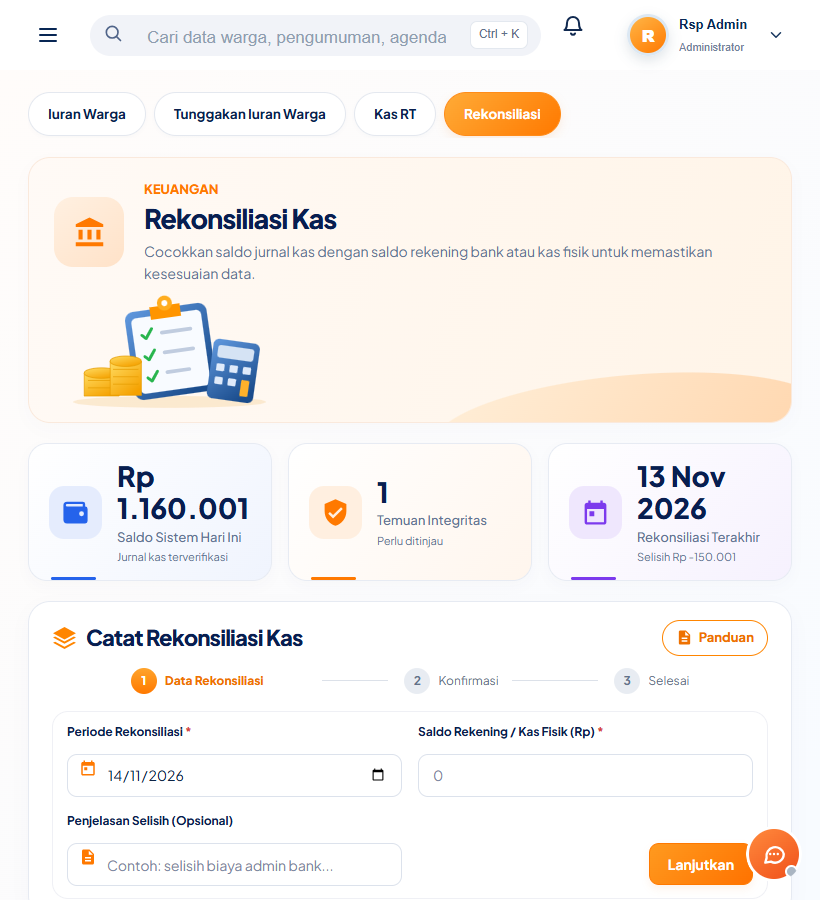 Cari data warga, pengumuman, agenda
Ctrl + K
R
Rsp Admin
Administrator
Iuran Warga
Tunggakan Iuran Warga
Kas RT
Rekonsiliasi
KEUANGAN
Rekonsiliasi Kas
Cocokkan saldo jurnal kas dengan saldo rekening bank atau kas fisik untuk memastikan
kesesuaian data.
Rp
1.160.001
Saldo Sistem Hari Ini
Jurnal kas terverifikasi
1
Temuan Integritas
Perlu ditinjau
13 Nov
2026
Rekonsiliasi Terakhir
Selisih Rp -150.001
Catat Rekonsiliasi Kas
Panduan
1 Data Rekonsiliasi
2 Konfirmasi
3 Selesai
Periode Rekonsiliasi *
Saldo Rekening / Kas Fisik (Rp) *
14/11/2026
0
Penjelasan Selisih (Opsional)
Contoh: selisih biaya admin bank...
Lanjutkan